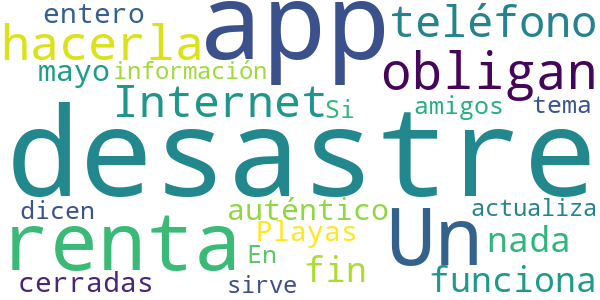 entero app teléfono
hacerla obligan
mayo información
Internet Si amigos tema
desastre
dicen auténtico actualiza
renta Playas Un nada
En fin funciona
cerradas sirve